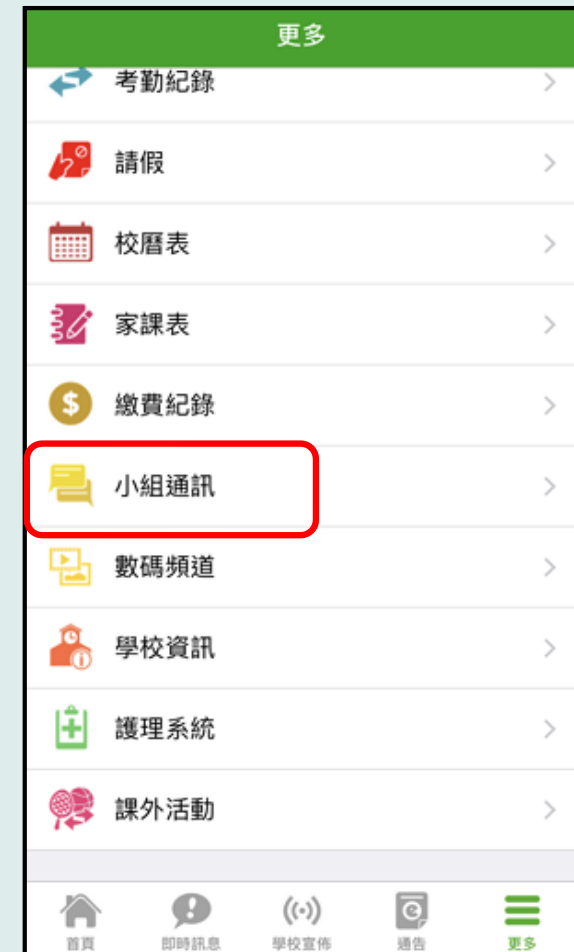 更多
考勤紀錄
請假
校曆表
家課表
繳費紀錄
小組通訊
數碼頻道
學校資訊
護理系統
課外活動
首頁 即時訊息 學校宣佈 通告 更多